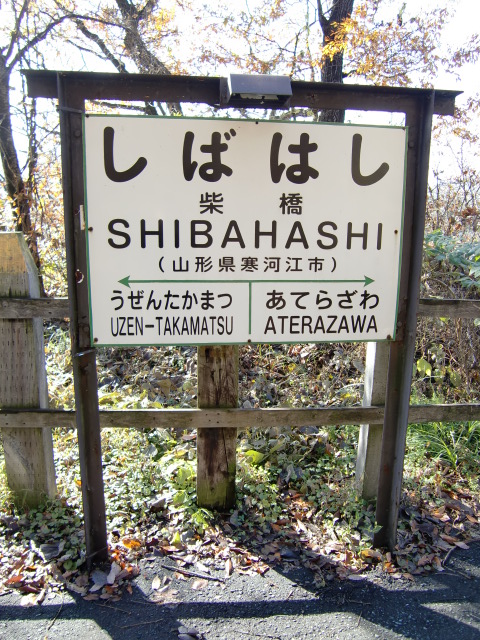 しばはし
柴橋
SHIBAHASHI
(山形県寒河江市)
うぜんたかまつ あてらざわ
UZEN-TAKAMATSU ATERAZAWA